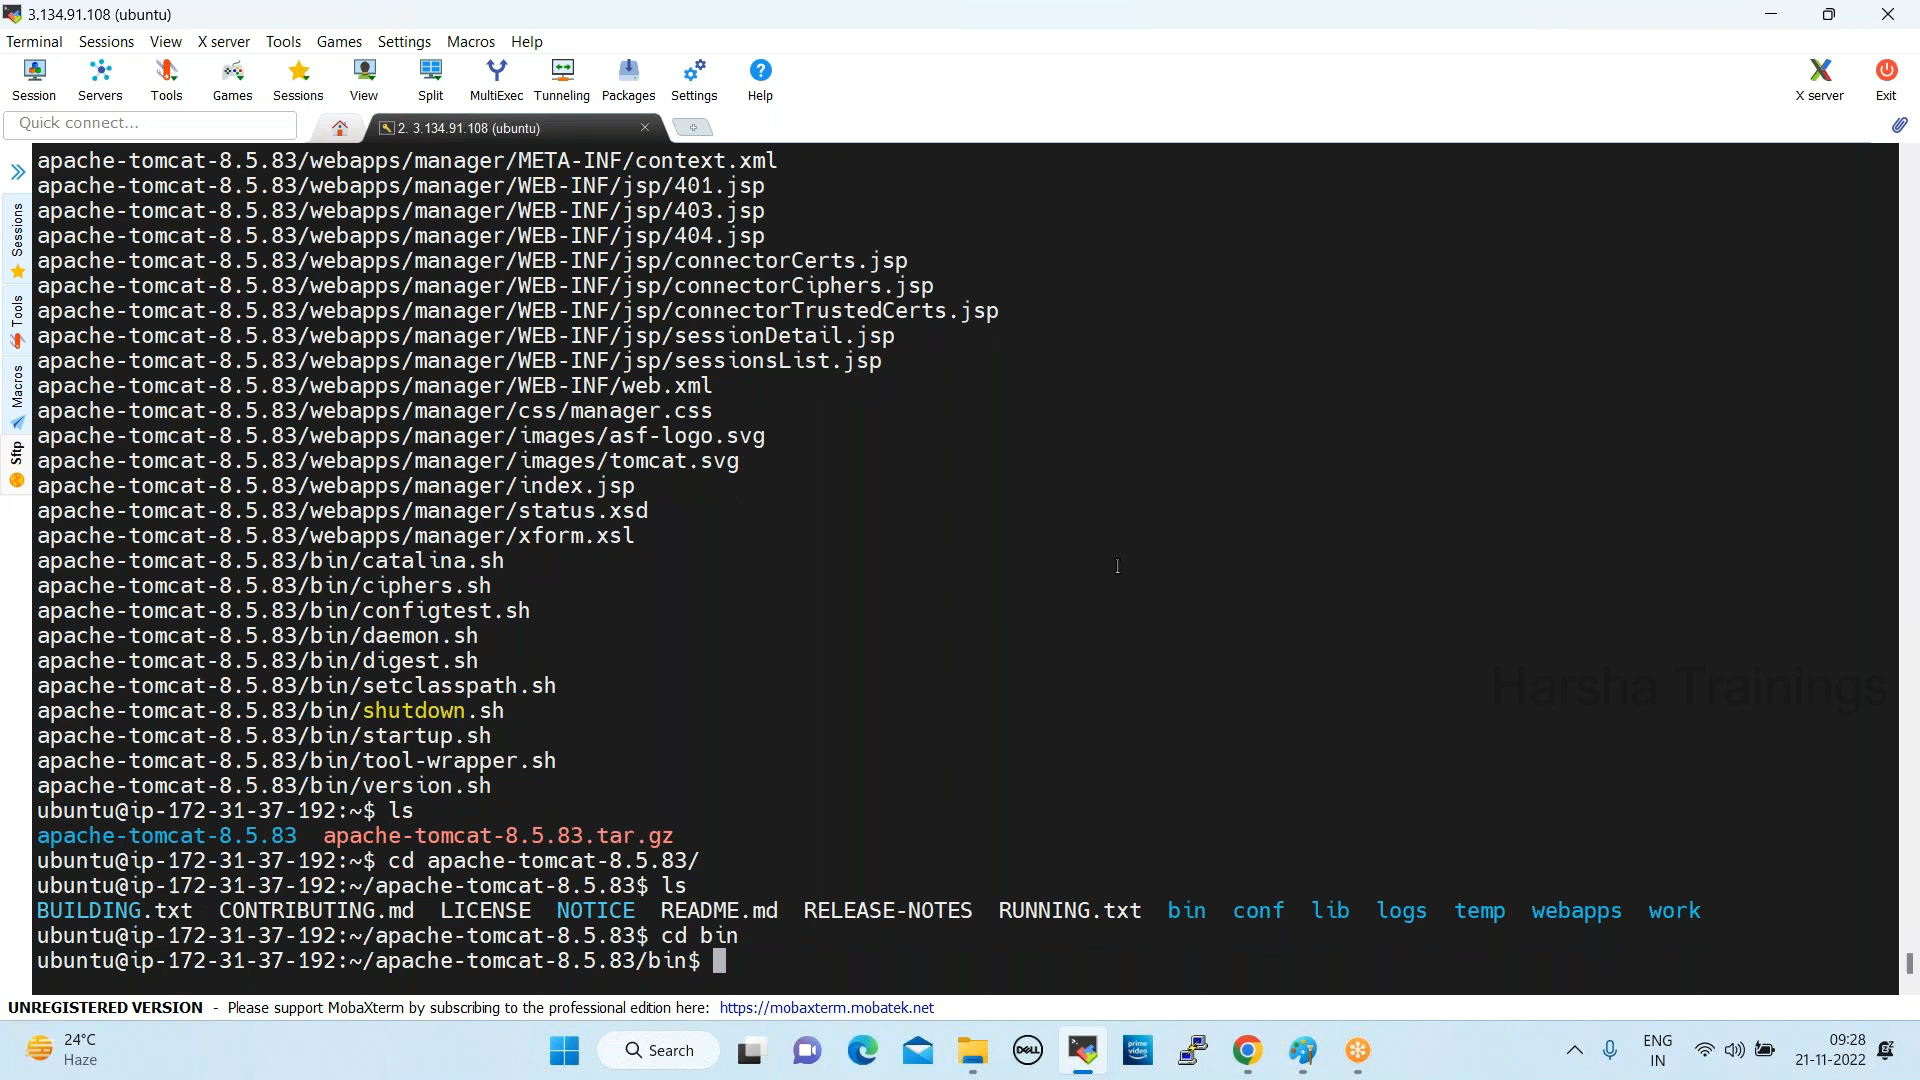 3.134.91.108 (ubuntu)
Terminal Sessions View X server Tools Games Settings Macros Help
Session Servers Tools Games Sessions View Split MultiExec Tunneling Packages Settings Help X server Exit
Quick connect...
2. 3.134.91.108 (ubuntu)
Sessions
Tools
Macros
Sftp
apache-tomcat-8.5.83/webapps/manager/META-INF/context.xml
apache-tomcat-8.5.83/webapps/manager/WEB-INF/jsp/401.jsp
apache-tomcat-8.5.83/webapps/manager/WEB-INF/jsp/403.jsp
apache-tomcat-8.5.83/webapps/manager/WEB-INF/jsp/404.jsp
apache-tomcat-8.5.83/webapps/manager/WEB-INF/jsp/connectorCerts.jsp
apache-tomcat-8.5.83/webapps/manager/WEB-INF/jsp/connectorCiphers.jsp
apache-tomcat-8.5.83/webapps/manager/WEB-INF/jsp/connectorTrustedCerts.jsp
apache-tomcat-8.5.83/webapps/manager/WEB-INF/jsp/sessionDetail.jsp
apache-tomcat-8.5.83/webapps/manager/WEB-INF/jsp/sessionsList.jsp
apache-tomcat-8.5.83/webapps/manager/WEB-INF/web.xml
apache-tomcat-8.5.83/webapps/manager/css/manager.css
apache-tomcat-8.5.83/webapps/manager/images/asf-logo.svg
apache-tomcat-8.5.83/webapps/manager/images/tomcat.svg
apache-tomcat-8.5.83/webapps/manager/index.jsp
apache-tomcat-8.5.83/webapps/manager/status.xsd
apache-tomcat-8.5.83/webapps/manager/xform.xsl
apache-tomcat-8.5.83/bin/catalina.sh
apache-tomcat-8.5.83/bin/ciphers.sh
apache-tomcat-8.5.83/bin/configtest.sh
apache-tomcat-8.5.83/bin/daemon.sh
apache-tomcat-8.5.83/bin/digest.sh
apache-tomcat-8.5.83/bin/setclasspath.sh
apache-tomcat-8.5.83/bin/shutdown.sh
apache-tomcat-8.5.83/bin/startup.sh
apache-tomcat-8.5.83/bin/tool-wrapper.sh
apache-tomcat-8.5.83/bin/version.sh
ubuntu@ip-172-31-37-192:~$ ls
apache-tomcat-8.5.83 apache-tomcat-8.5.83.tar.gz
ubuntu@ip-172-31-37-192:~$ cd apache-tomcat-8.5.83/
ubuntu@ip-172-31-37-192:~/apache-tomcat-8.5.83$ ls
BUILDING.txt CONTRIBUTING.md LICENSE NOTICE README.md RELEASE-NOTES RUNNING.txt bin conf lib logs temp webapps work
ubuntu@ip-172-31-37-192:~/apache-tomcat-8.5.83$ cd bin
ubuntu@ip-172-31-37-192:~/apache-tomcat-8.5.83/bin$
Harsha Trainings
UNREGISTERED VERSION - Please support MobaXterm by subscribing to the professional edition here: https://mobaxterm.mobatek.net
24°C
Haze
Search
DELL
prime video
ENG
IN
09:28
21-11-2022